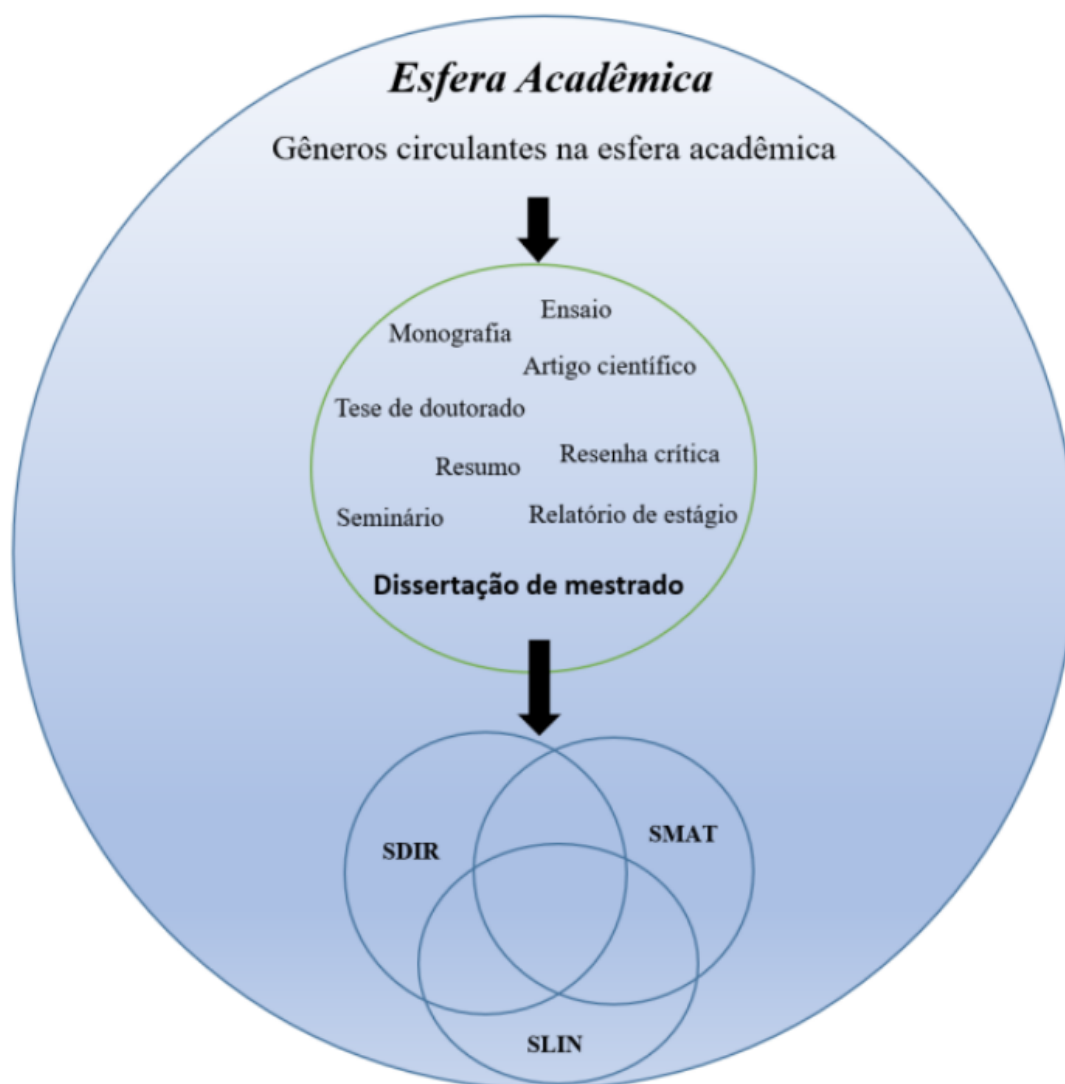 Esfera Acadêmica
Gêneros circulantes na esfera acadêmica
Ensaio
Monografia
Artigo científico
Tese de doutorado
Resenha crítica
Resumo
Seminário
Relatório de estágio
Dissertação de mestrado
SDIR
SMAT
SLIN